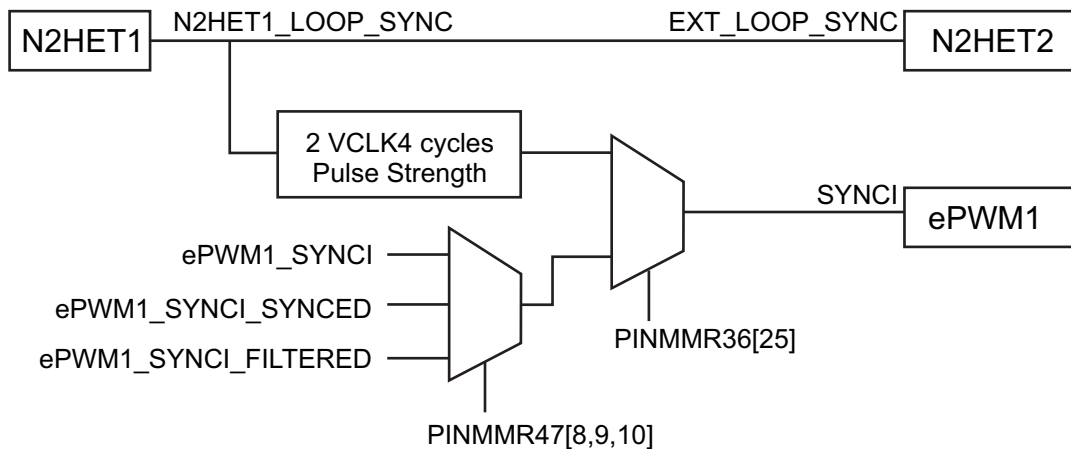 N2HET1
N2HET1_LOOP_SYNC
EXT_LOOP_SYNC
N2HET2
2 VCLK4 cycles
Pulse Strength
SYNCI
ePWM1
ePWM1_SYNCI
ePWM1_SYNCI_SYNCED
ePWM1_SYNCI_FILTERED
PINMMR36[25]
PINMMR47[8,9,10]